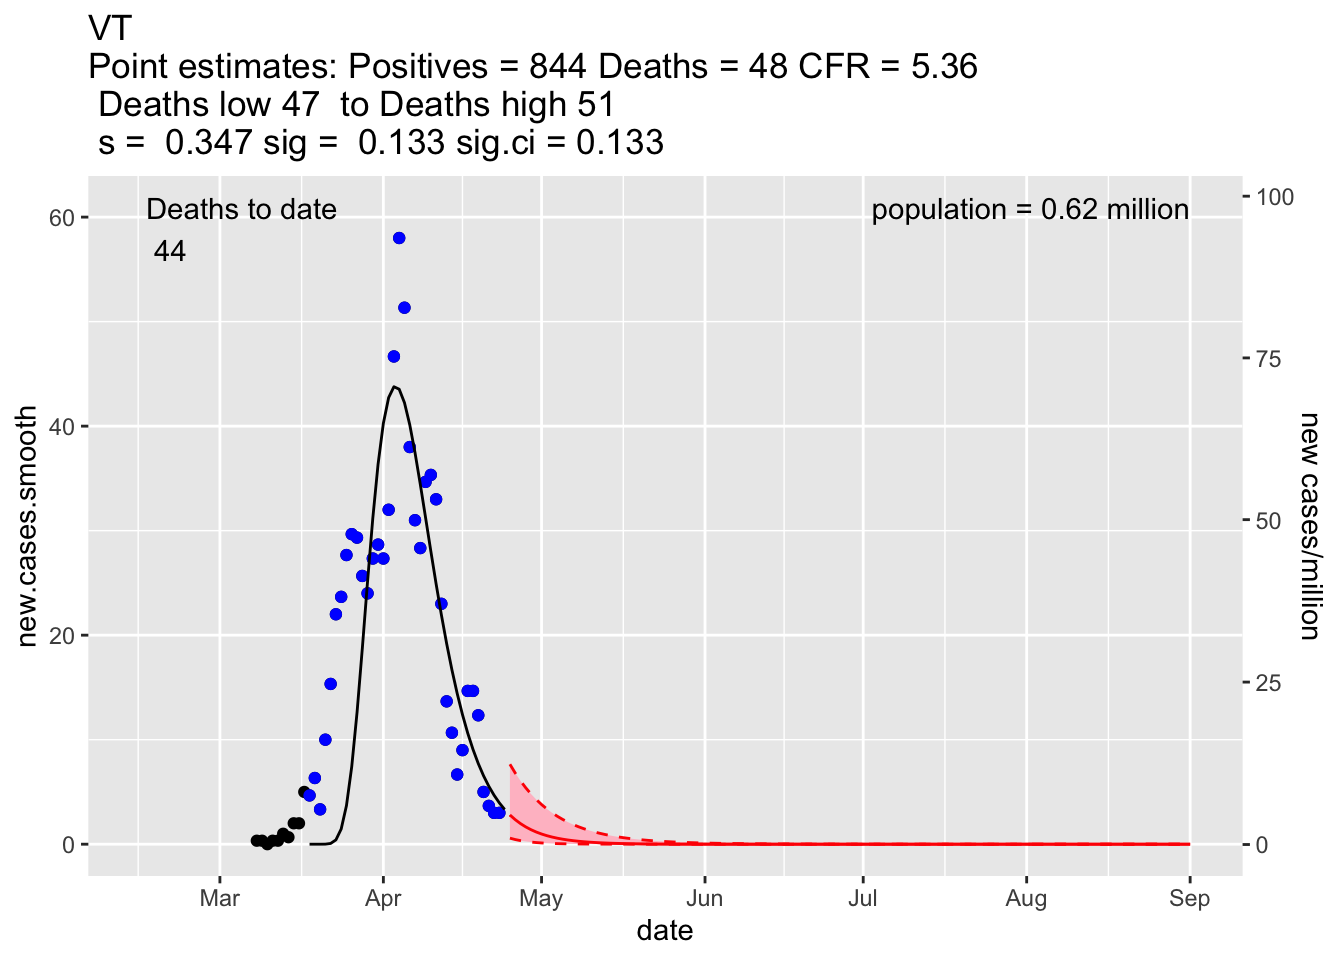 VT
Point estimates: Positives = 844 Deaths = 48 CFR = 5.36
Deaths low 47  to Deaths high 51
s =  0.347 sig =  0.133 sig.ci = 0.133
Deaths to date
44
population = 0.62 million
60
40
20
0
new.cases.smooth
100
75
50
25
0
new cases/million
Mar Apr May Jun Jul Aug Sep
date